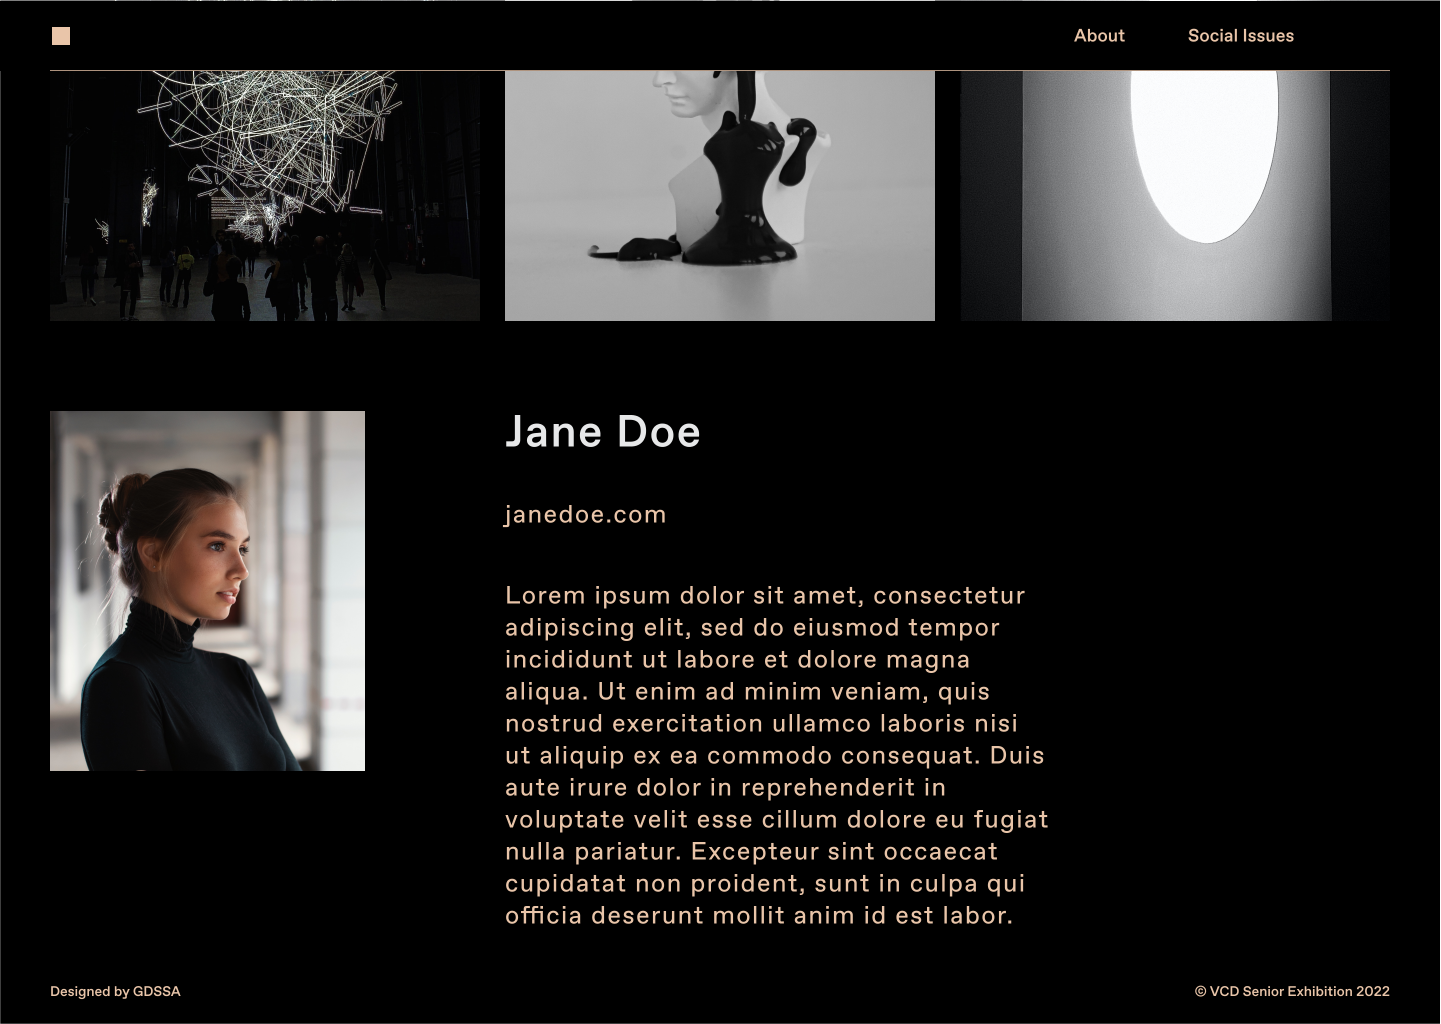 About
Social Issues
Jane Doe
janedoe.com
Lorem ipsum dolor sit amet, consectetur
adipiscing elit, sed do eiusmod tempor
incididunt ut labore et dolore magna
aliqua. Ut enim ad minim veniam, quis
nostrud exercitation ullamco laboris nisi
ut aliquip ex ea commodo consequat. Duis
aute irure dolor in reprehenderit in
voluptate velit esse cillum dolore eu fugiat
nulla pariatur. Excepteur sint occaecat
cupidatat non proident, sunt in culpa qui
officia deserunt mollit anim id est labor.
Designed by GDSSA
© VCD Senior Exhibition 2022